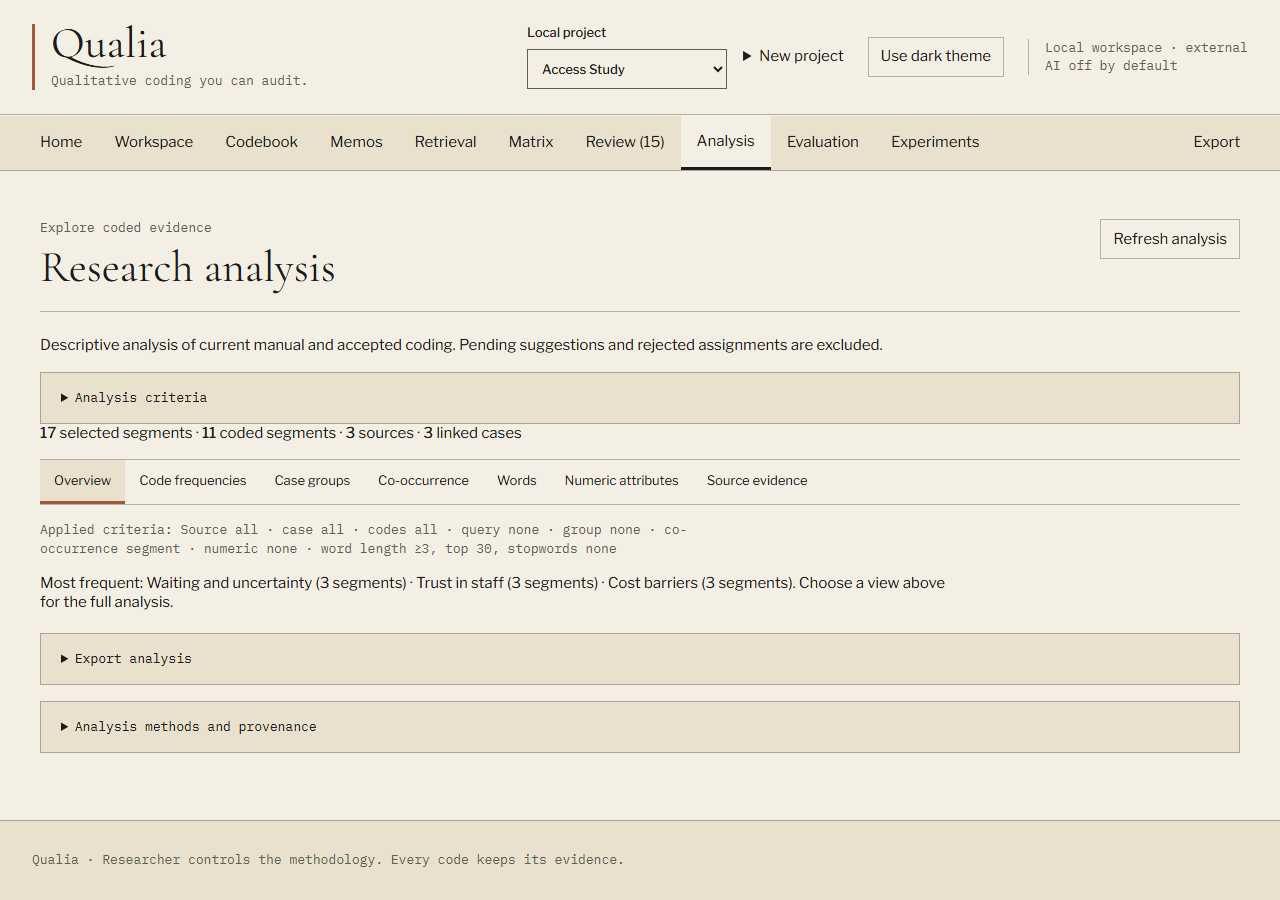 Qualia
Qualitative coding you can audit.
Local project
Access Study
▶ New project
Use dark theme
Local workspace · external
AI off by default
Home
Workspace
Codebook
Memos
Retrieval
Matrix
Review (15)
Analysis
Evaluation
Experiments
Export
Explore coded evidence
Research analysis
Refresh analysis
Descriptive analysis of current manual and accepted coding. Pending suggestions and rejected assignments are excluded.
▶ Analysis criteria
17 selected segments · 11 coded segments · 3 sources · 3 linked cases
Overview
Code frequencies
Case groups
Co-occurrence
Words
Numeric attributes
Source evidence
Applied criteria: Source all · case all · codes all · query none · group none · co-
occurrence segment · numeric none · word length ≥3, top 30, stopwords none
Most frequent: Waiting and uncertainty (3 segments) · Trust in staff (3 segments) · Cost barriers (3 segments). Choose a view above
for the full analysis.
▶ Export analysis
▶ Analysis methods and provenance
Qualia · Researcher controls the methodology. Every code keeps its evidence.